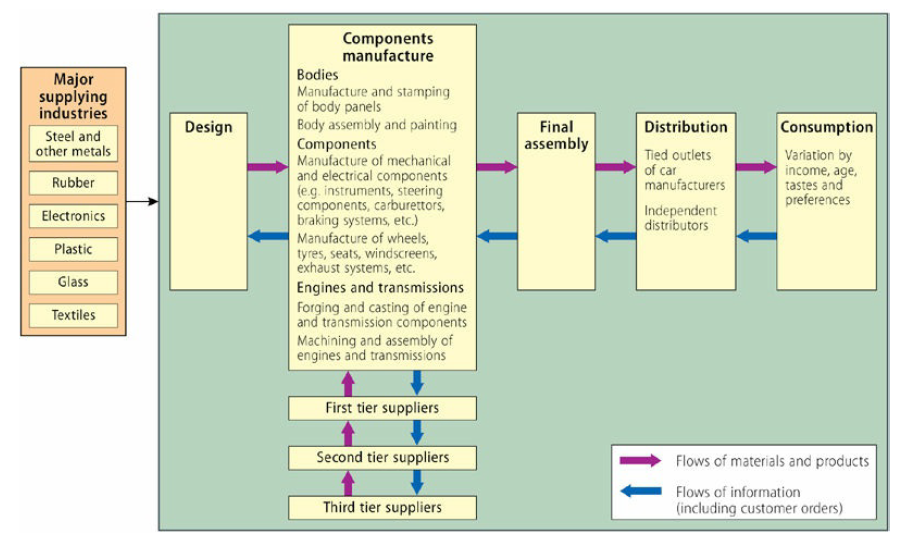 Major
supplying
industries
Steel and
other metals
Rubber
Electronics
Plastic
Glass
Textiles
Design
Components
manufacture
Bodies
Manufacture and stamping
of body panels
Body assembly and painting
Components
Manufacture of mechanical
and electrical components
(e.g. instruments, steering
components, carburettors,
braking systems, etc.)
Manufacture of wheels,
tyres, seats, windscreens,
exhaust systems, etc.
Engines and transmissions
Forging and casting of engine
and transmission components
Machining and assembly of
engines and transmissions
First tier suppliers
Second tier suppliers
Third tier suppliers
Final
assembly
Distribution
Tied outlets
of car
manufacturers
Independent
distributors
Consumption
Variation by
income, age,
tastes and
preferences
Flows of materials and products
Flows of information
(including customer orders)